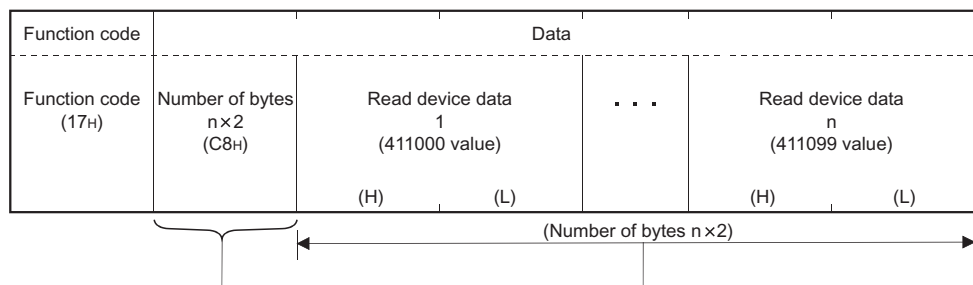 Function code
Data
Function code
(17H)
Number of bytes
n×2
(C8H)
Read device data
1
(411000 value)
(H)
(L)
· · ·
Read device data
n
(411099 value)
(H)
(L)
(Number of bytes n×2)